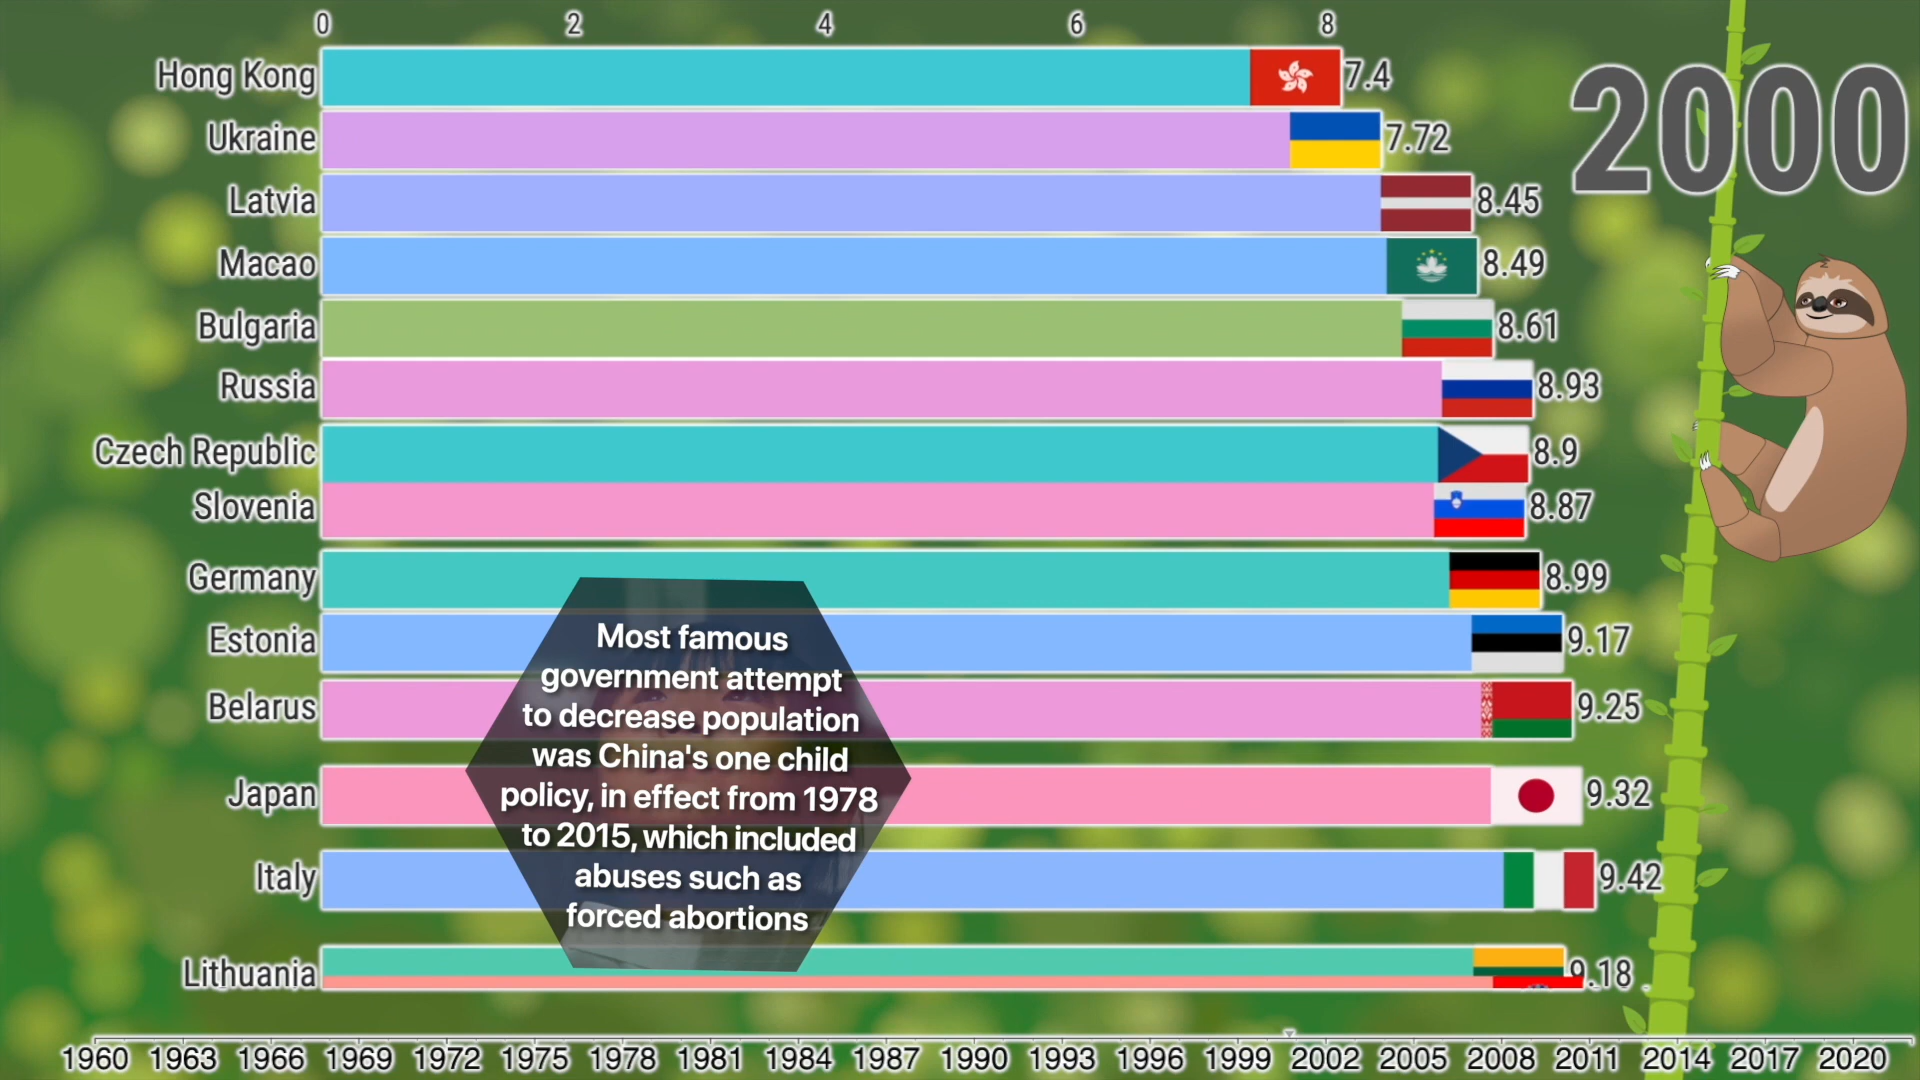 0 2 4 6 8
2000
Hong Kong 7.4
Ukraine 7.72
Latvia 8.45
Macao 8.49
Bulgaria 8.61
Russia 8.93
Czech Republic 8.9
Slovenia 8.87
Germany 8.99
Estonia 9.17
Belarus 9.25
Japan 9.32
Italy 9.42
Lithuania 9.18
Most famous
government attempt
to decrease population
was China's one child
policy, in effect from 1978
to 2015, which included
abuses such as
forced abortions
1960 1963 1966 1969 1972 1975 1978 1981 1984 1987 1990 1993 1996 1999 2002 2005 2008 2011 2014 2017 2020